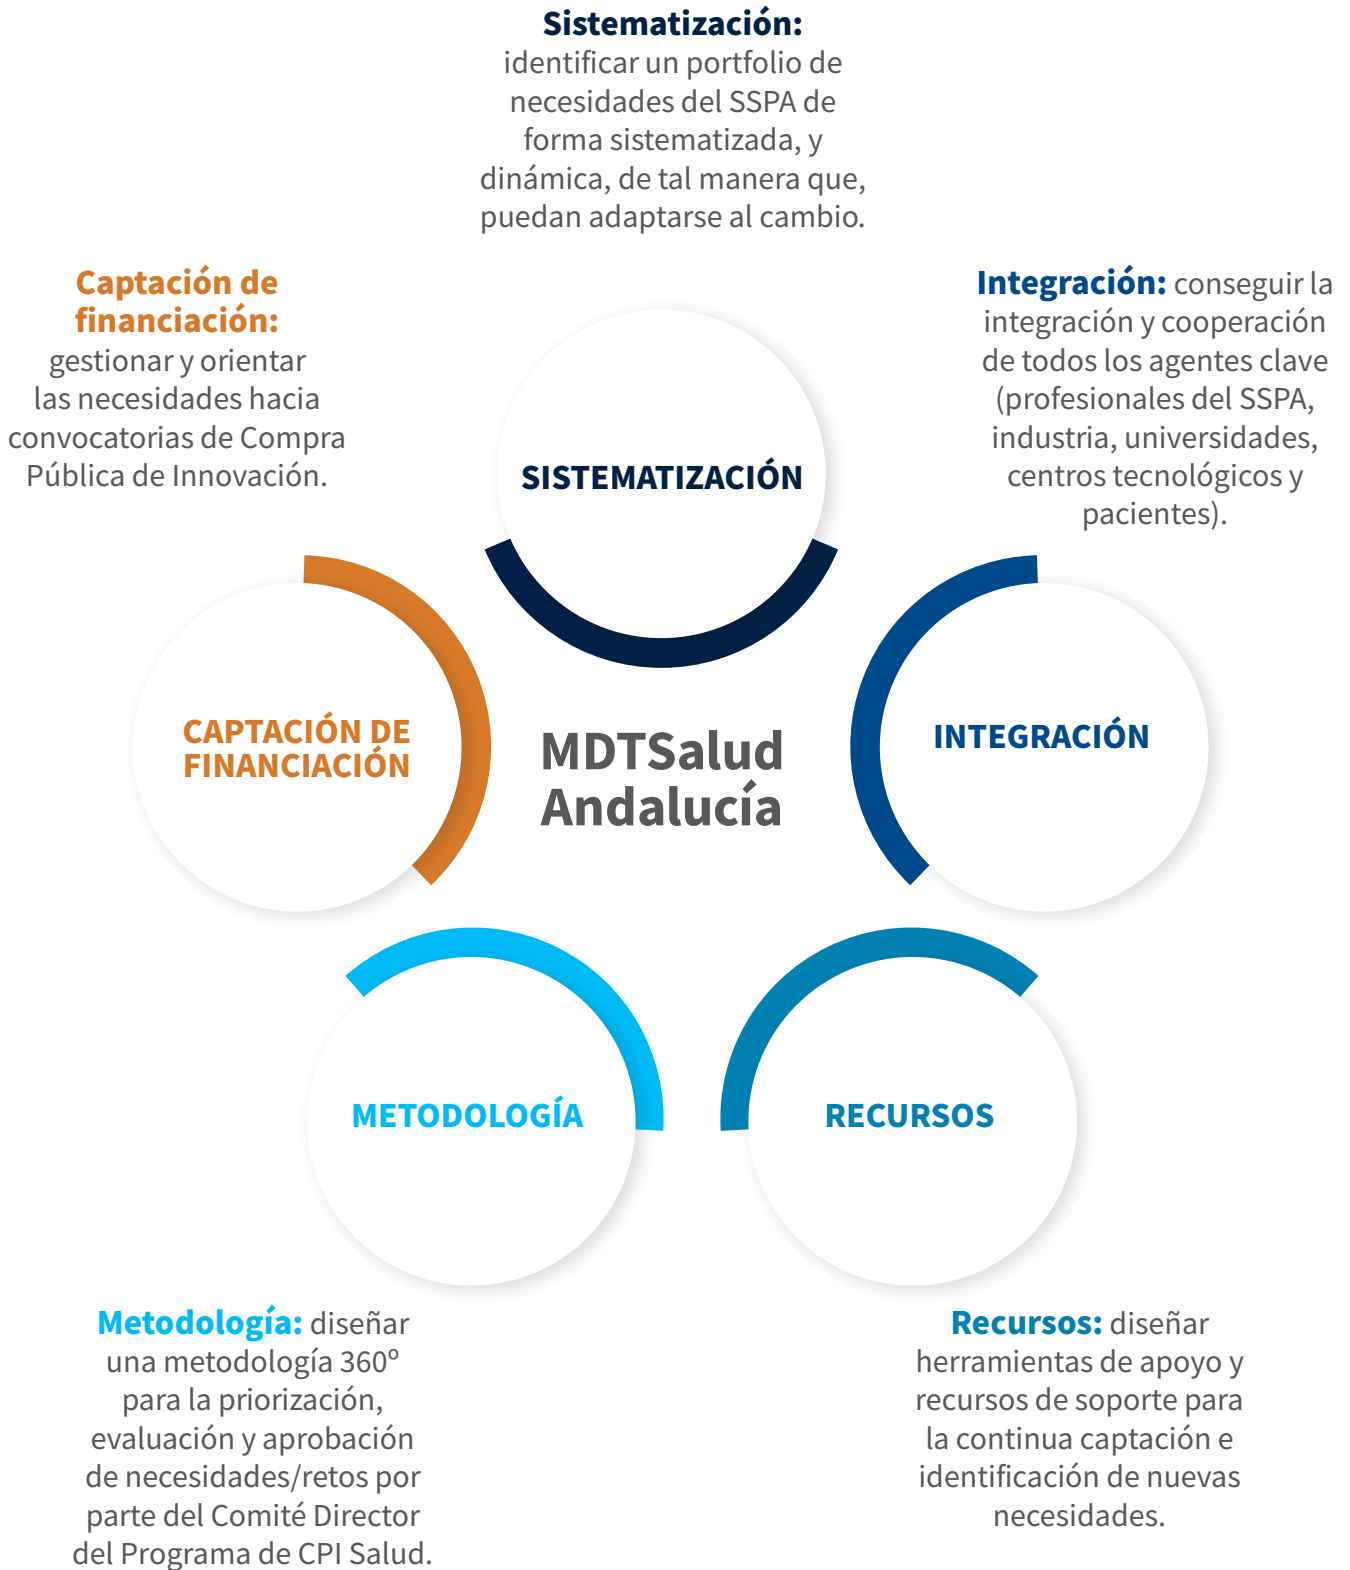 Sistematización:
identificar un portfolio de
necesidades del SSPA de
forma sistematizada, y
dinámica, de tal manera que,
puedan adaptarse al cambio.
Captación de
financiación:
gestionar y orientar
las necesidades hacia
convocatorias de Compra
Pública de Innovación.
Integración: conseguir la
integración y cooperación
de todos los agentes clave
(profesionales del SSPA,
industria, universidades,
centros tecnológicos y
pacientes).
SISTEMATIZACIÓN
CAPTACIÓN DE
FINANCIACIÓN
MDTSalud
Andalucía
INTEGRACIÓN
METODOLOGÍA
RECURSOS
Metodología: diseñar
una metodología 360º
para la priorización,
evaluación y aprobación
de necesidades/retos por
parte del Comité Director
del Programa de CPI Salud.
Recursos: diseñar
herramientas de apoyo y
recursos de soporte para
la continua captación e
identificación de nuevas
necesidades.